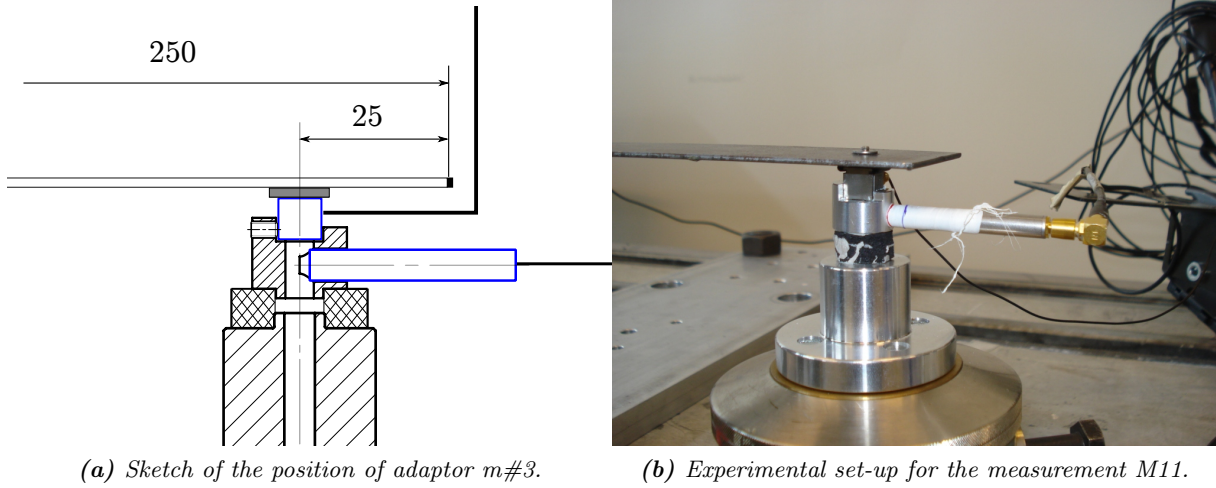 250
25
(a) Sketch of the position of adaptor m#3.
(b) Experimental set-up for the measurement M11.